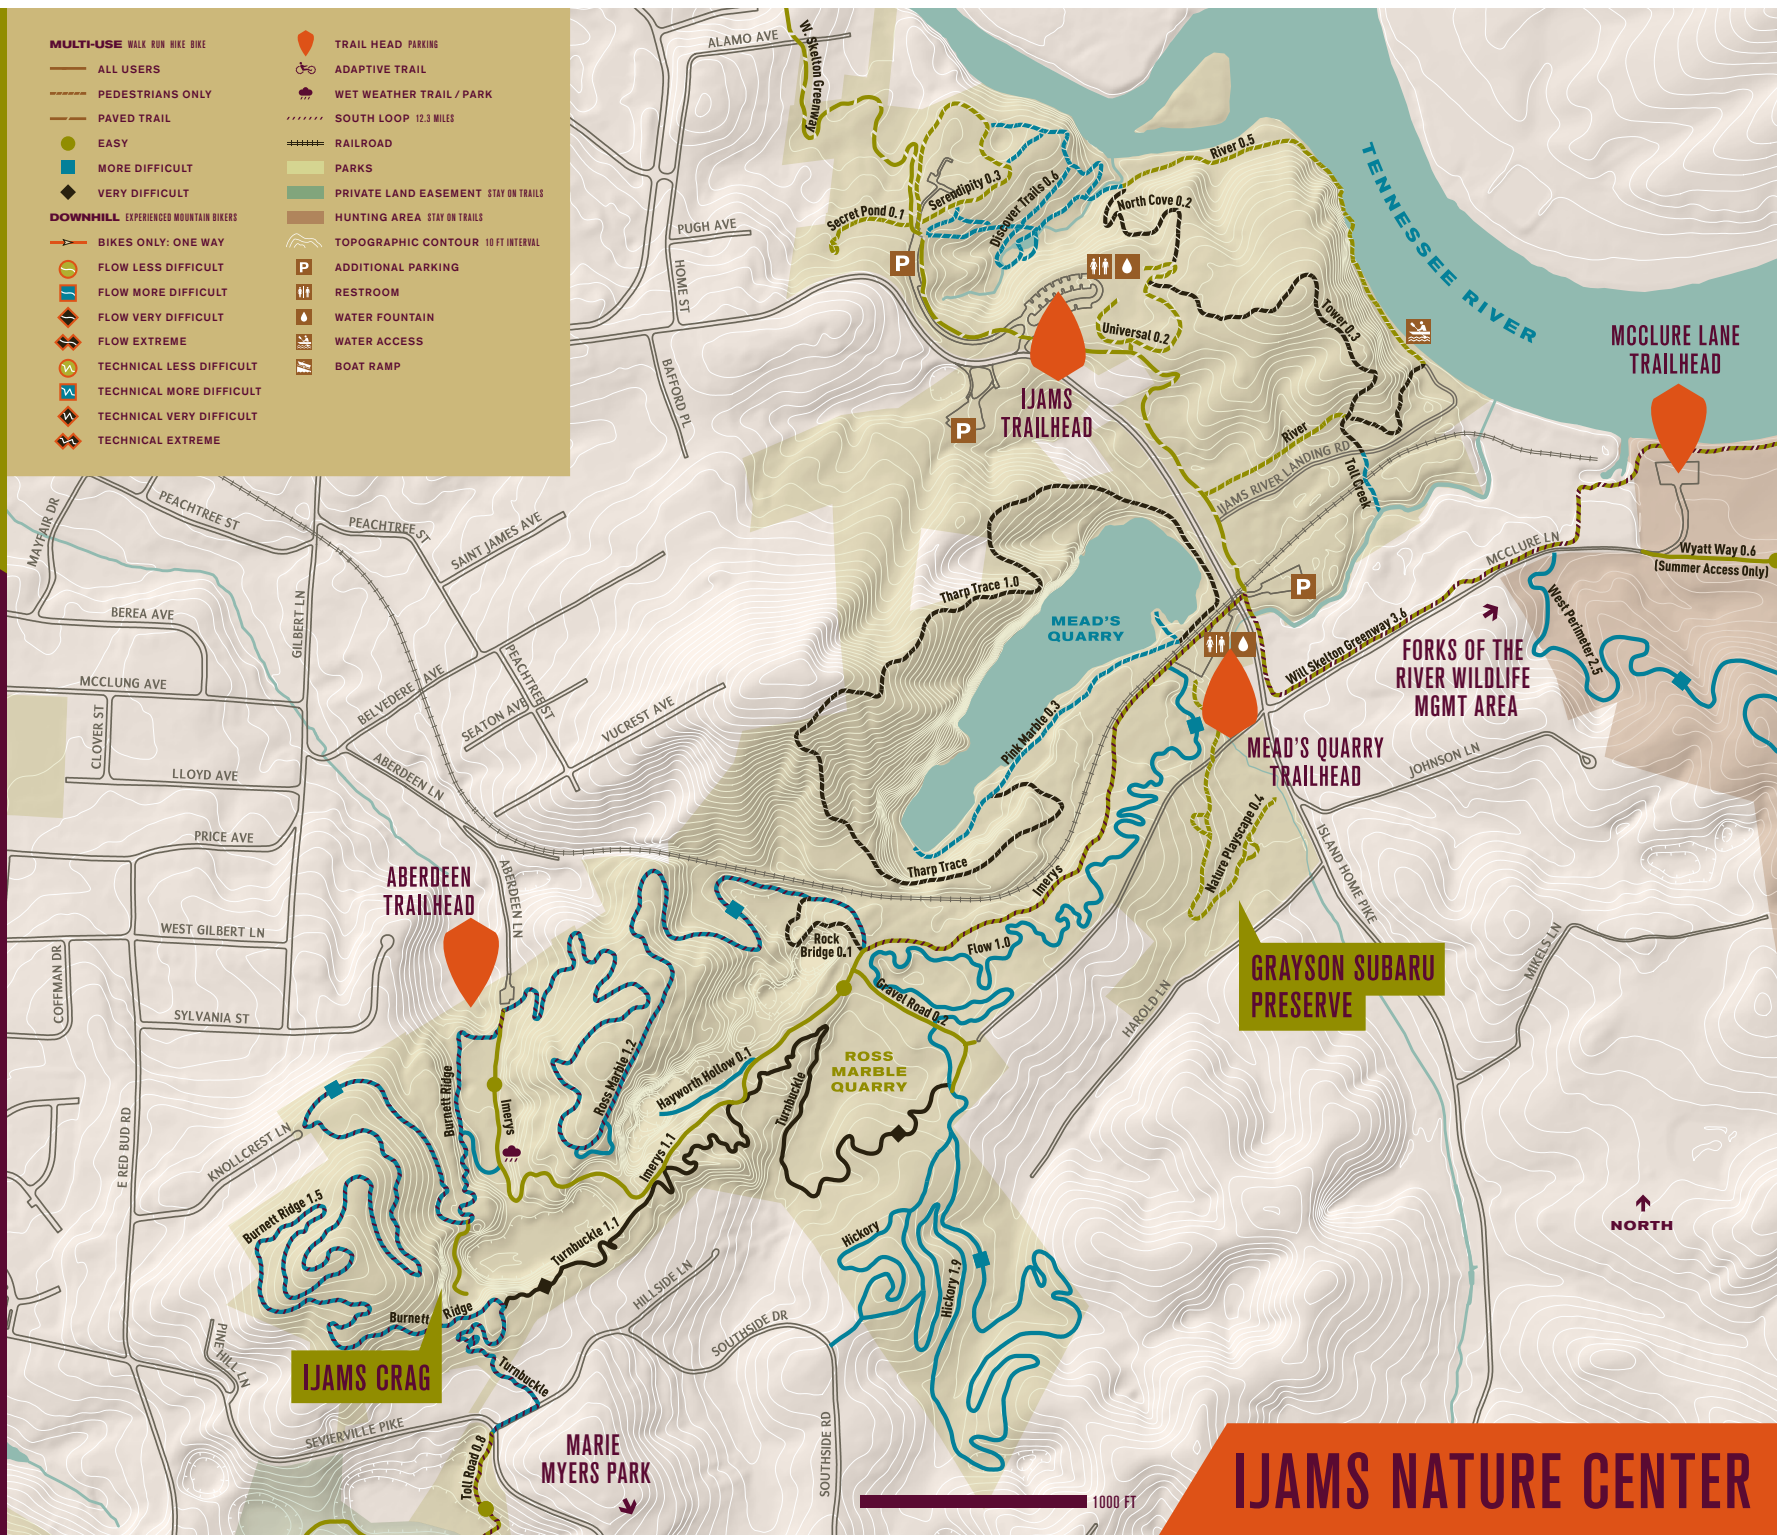 MULTI-USE WALK RUN HIKE BIKE
ALL USERS
PEDESTRIANS ONLY
PAVED TRAIL
EASY
MORE DIFFICULT
VERY DIFFICULT
DOWNHILL EXPERIENCED MOUNTAIN BIKERS
BIKES ONLY: ONE WAY
FLOW LESS DIFFICULT
FLOW MORE DIFFICULT
FLOW VERY DIFFICULT
FLOW EXTREME
TECHNICAL LESS DIFFICULT
TECHNICAL MORE DIFFICULT
TECHNICAL VERY DIFFICULT
TECHNICAL EXTREME
TRAIL HEAD PARKING
ADAPTIVE TRAIL
WET WEATHER TRAIL / PARK
SOUTH LOOP 12.3 MILES
RAILROAD
PARKS
PRIVATE LAND EASEMENT STAY ON TRAILS
HUNTING AREA STAY ON TRAILS
TOPOGRAPHIC CONTOUR 10 FT INTERVAL
P
ADDITIONAL PARKING
RESTROOM
WATER FOUNTAIN
WATER ACCESS
BOAT RAMP
ALAMO AVE
W. Skelton Greenway
PUGH AVE
HOME ST
BAFFORD PL
Secret Pond 0.1
Serendipity 0.3
Discover Trails 0.6
River 0.5
North Cove 0.2
P
Universal 0.2
Tower 0.3
TENNESSEE RIVER
IJAMS
TRAILHEAD
P
MCCLURE LANE
TRAILHEAD
River
IJAMS RIVER LANDING RD
Toll Creek
MCCLURE LN
Wyatt Way 0.6
(Summer Access Only)
West Perimeter 2.5
P
Will Skelton Greenway 3.6
FORKS OF THE
RIVER WILDLIFE
MGMT AREA
Tharp Trace 1.0
MEAD'S
QUARRY
Pink Marble 0.3
MEAD'S QUARRY
TRAILHEAD
JOHNSON LN
Nature Playscape 0.4
ISLAND HOME PIKE
Tharp Trace
Imerys
MAYFAIR DR
PEACHTREE ST
PEACHTREE ST
SAINT JAMES AVE
BEREA AVE
GILBERT LN
MCCLUNG AVE
BELVEDERE AVE
PEACHTREE ST
SEATON AVE
VUCREST AVE
CLOVER ST
LLOYD AVE
ABERDEEN LN
PRICE AVE
ABERDEEN
TRAILHEAD
ABERDEEN LN
WEST GILBERT LN
COFFMAN DR
SYLVANIA ST
Rock
Bridge 0.1
Flow 1.0
Gravel Road 0.2
GRAYSON SUBARU
PRESERVE
HAROLD LN
MIKELS LN
ROSS
MARBLE
QUARRY
Ross Marble 1.2
Hayworth Hollow 0.1
Turnbuckle
Burnett Ridge
Imerys
Imerys 1.1
KNOLLCREST LN
E RED BUD RD
Burnett Ridge 1.5
Turnbuckle 1.1
Hickory
Hickory 1.9
NORTH
HILLSIDE LN
Burnett Ridge
SOUTHSIDE DR
PINE HILL LN
IJAMS CRAG
Turnbuckle
SEVIERVILLE PIKE
Toll Road 0.8
MARIE
MYERS PARK
SOUTHSIDE RD
1000 FT
IJAMS NATURE CENTER